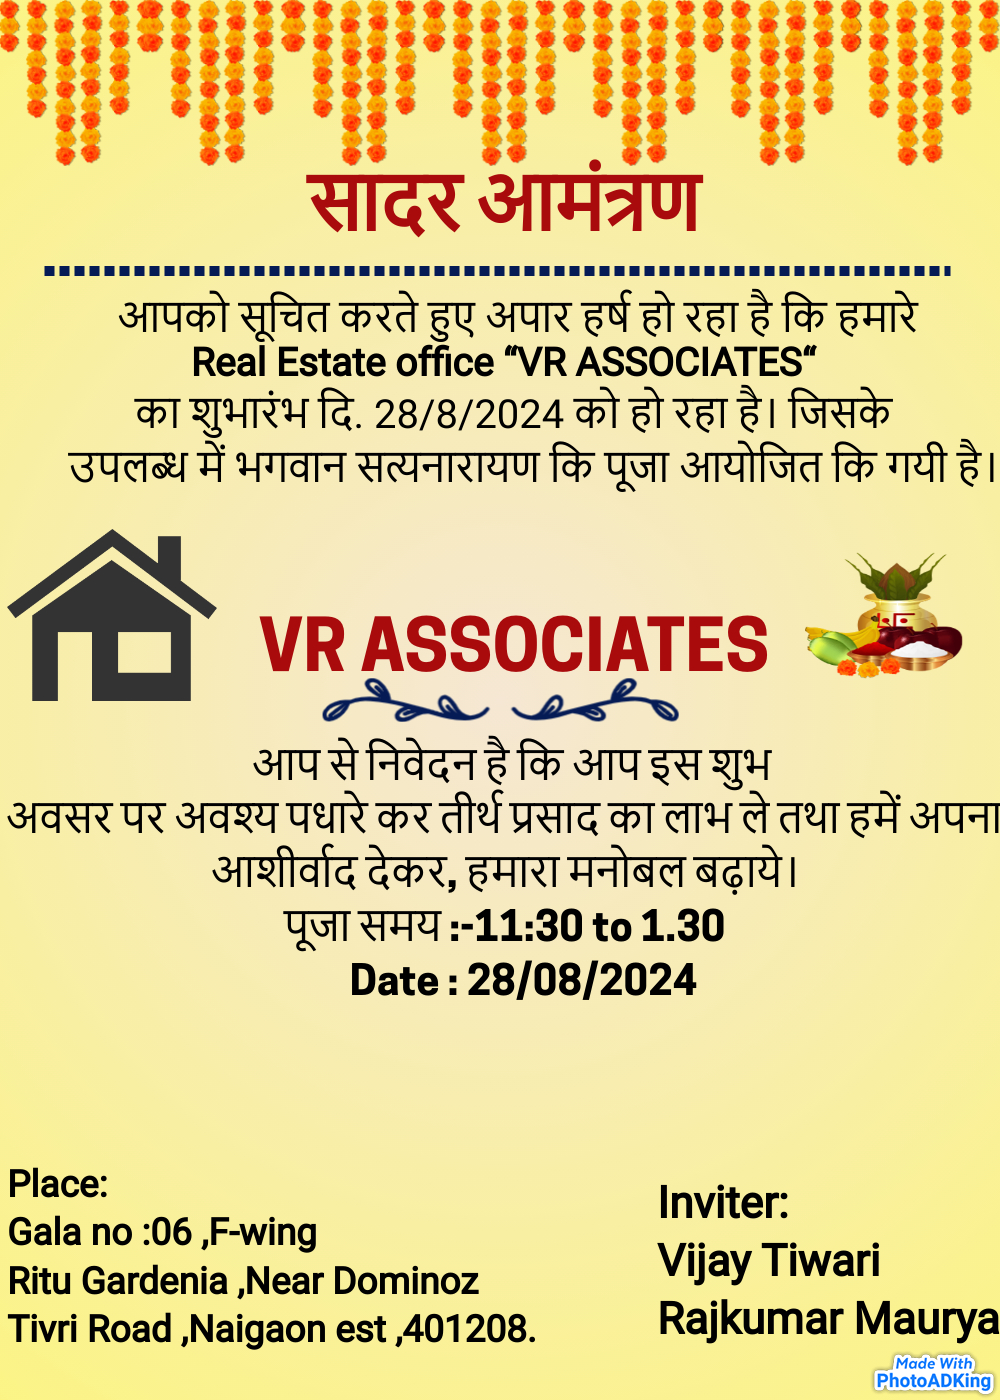 सादर आमंत्रण
आपको सूचित करते हुए अपार हर्ष हो रहा है कि हमारे
Real Estate office “VR ASSOCIATES“
का शुभारंभ दि. 28/8/2024 को हो रहा है। जिसके
उपलब्ध में भगवान सत्यनारायण कि पूजा आयोजित कि गयी है।
VR ASSOCIATES
आप से निवेदन है कि आप इस शुभ
अवसर पर अवश्य पधारे कर तीर्थ प्रसाद का लाभ ले तथा हमें अपना
आशीर्वाद देकर, हमारा मनोबल बढ़ाये।
पूजा समय :-11:30 to 1.30
Date : 28/08/2024
Place:
Gala no :06 ,F-wing
Ritu Gardenia ,Near Dominoz
Tivri Road ,Naigaon est ,401208.
Inviter:
Vijay Tiwari
Rajkumar Maurya
Made With
PhotoADKing